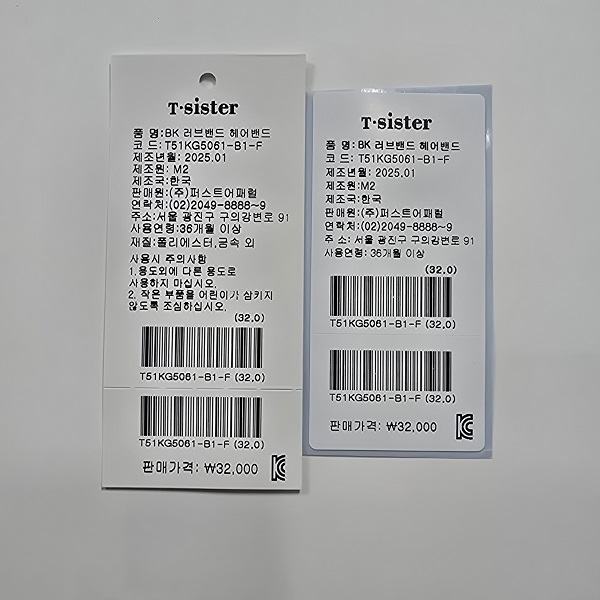 T·sister
품 명:BK 러브밴드 헤어밴드
코 드: T51KG5061-B1-F
제조년월: 2025.01
제조원: M2
제조국:한국
판매원:(주)퍼스트어패럴
연락처:(02)2049-8888~9
주소:서울 광진구 구의강변로 91
사용연령:36개월 이상
재질:폴리에스터,금속 외
사용시 주의사항
1.용도외에 다른 용도로
사용하지 마십시오.
2. 작은 부품을 어린이가 삼키지
않도록 조심하십시오.
(32.0)
T51KG5061-B1-F (32.0)
T51KG5061-B1-F (32.0)
판매가격: ₩32,000
T·sister
품 명: BK 러브밴드 헤어밴드
코 드: T51KG5061-B1-F
제조년월: 2025.01
제조원:M2
제조국:한국
판매원:(주)퍼스트어패럴
연락처:(02)2049-8888~9
주 소: 서울 광진구 구의강변로 91
사용연령: 36개월 이상
(32.0)
T51KG5061-B1-F (32.0)
T51KG5061-B1-F (32.0)
판매가격: ₩32,000